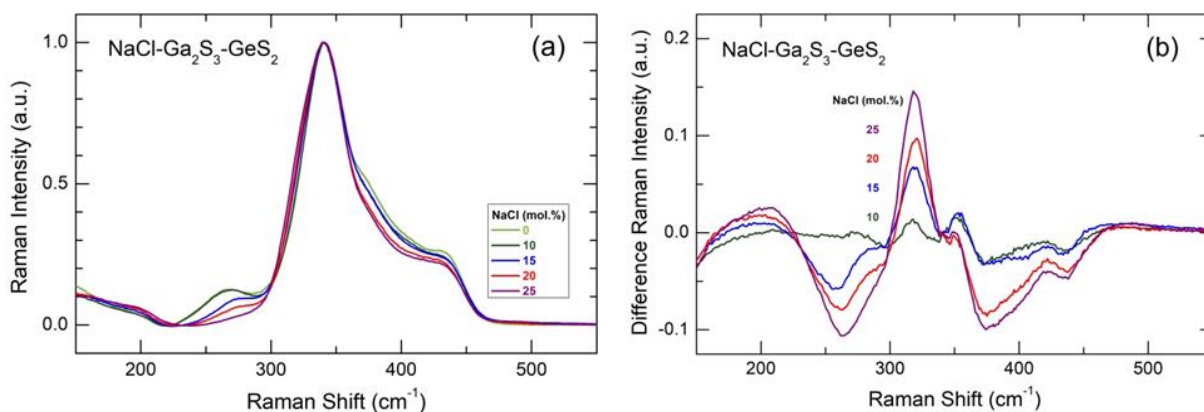 NaCl-Ga₂S₃-GeS₂
(a)
1.0
0.5
0.0
Raman Intensity (a.u.)
NaCl (mol.%)
0
10
15
20
25
200 300 400 500
Raman Shift (cm⁻¹)
NaCl-Ga₂S₃-GeS₂
(b)
0.2
0.1
0.0
-0.1
Difference Raman Intensity (a.u.)
NaCl (mol.%)
25
20
15
10
200 300 400 500
Raman Shift (cm⁻¹)